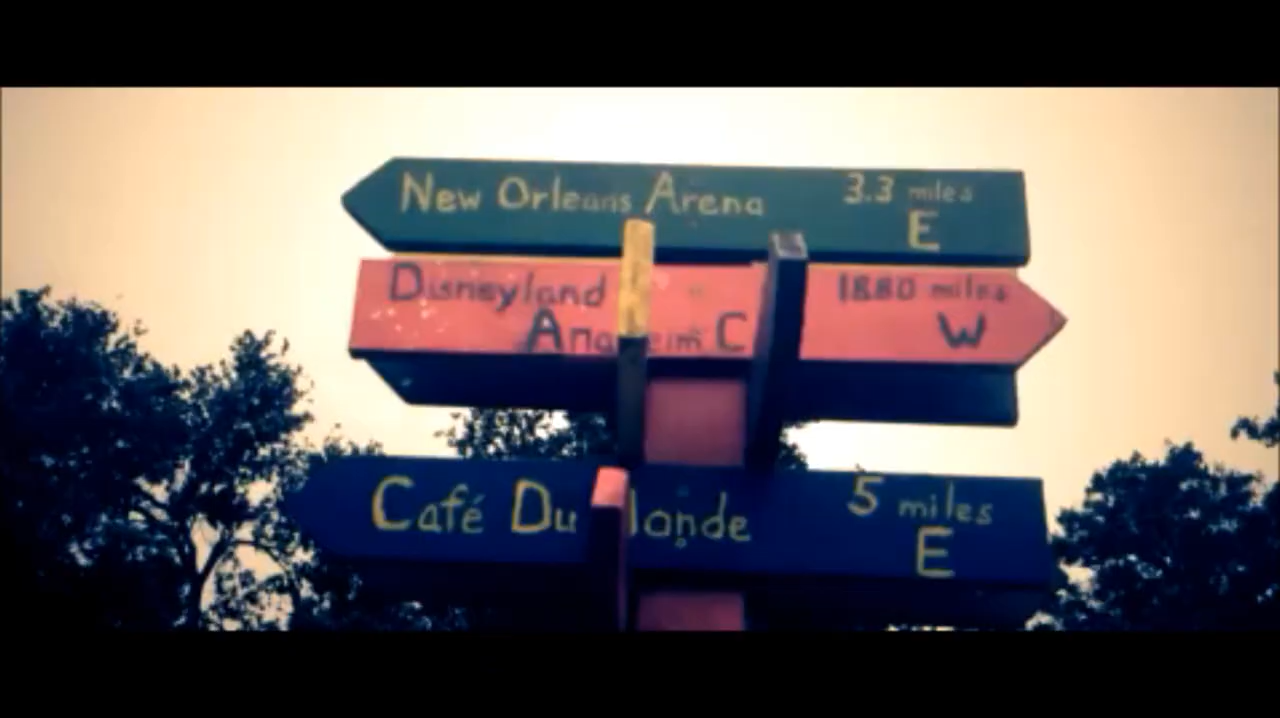 New Orleans Arena 3.3 miles
E
Disneyland 1880 miles
C W
Café Du 5 miles
E